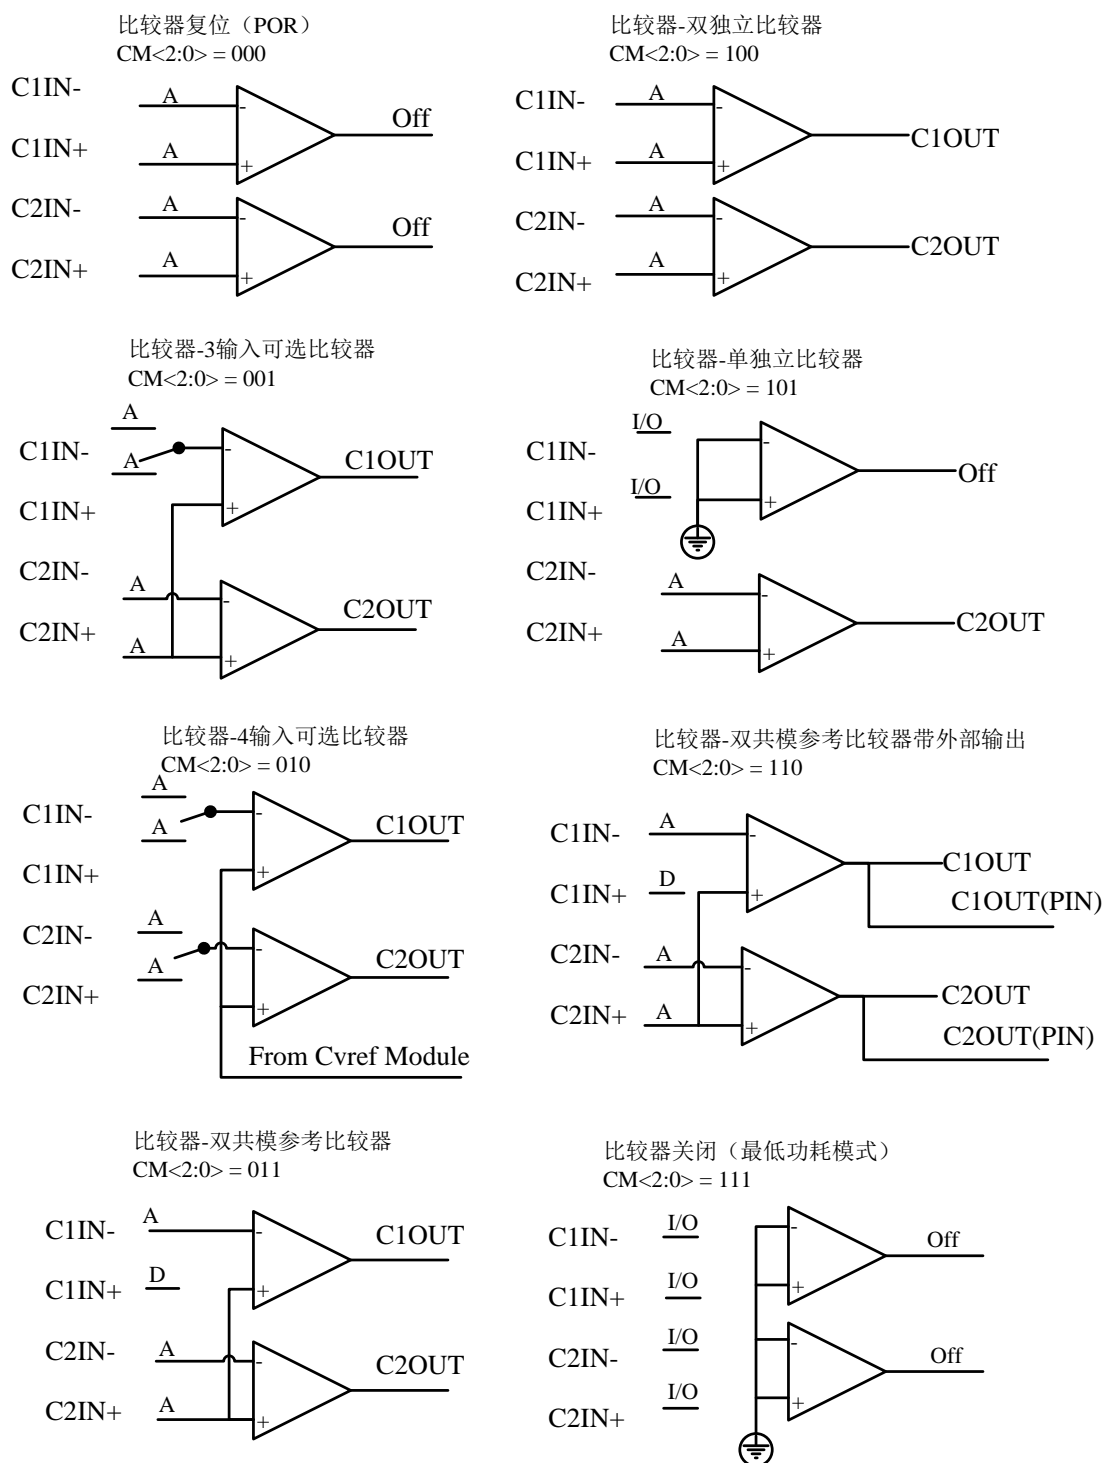 比较器复位（POR）
CM<2:0> = 000
C1IN-
A
-
Off
C1IN+
A
+
C2IN-
A
-
Off
C2IN+
A
+
比较器-双独立比较器
CM<2:0> = 100
C1IN-
A
-
C1OUT
C1IN+
A
+
C2IN-
A
-
C2OUT
C2IN+
A
+
比较器-3输入可选比较器
CM<2:0> = 001
A
C1IN-
A
-
C1OUT
C1IN+
+
C2IN-
A
-
C2OUT
C2IN+
A
+
比较器-单独立比较器
CM<2:0> = 101
I/O
C1IN-
-
Off
I/O
C1IN+
+
C2IN-
A
-
C2OUT
C2IN+
A
+
比较器-4输入可选比较器
CM<2:0> = 010
A
C1IN-
A
-
C1OUT
C1IN+
+
A
C2IN-
A
-
C2OUT
C2IN+
+
From Cvref Module
比较器-双共模参考比较器带外部输出
CM<2:0> = 110
C1IN-
A
-
C1OUT
C1IN+
D
+
C1OUT(PIN)
C2IN-
A
-
C2OUT
C2IN+
A
+
C2OUT(PIN)
比较器-双共模参考比较器
CM<2:0> = 011
C1IN-
A
-
C1OUT
C1IN+
D
+
C2IN-
A
-
C2OUT
C2IN+
A
+
比较器关闭（最低功耗模式）
CM<2:0> = 111
C1IN-
I/O
-
Off
C1IN+
I/O
+
C2IN-
I/O
-
Off
C2IN+
I/O
+